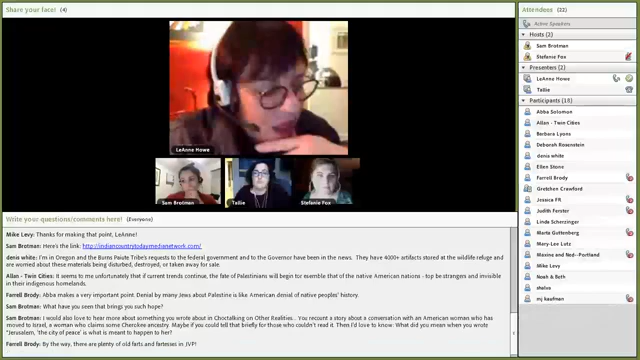 Share your face! (4)
LeAnne Howe
Sam Brotman
Tallie
Stefanie Fox
Write your questions/comments here! (Everyone)
Mike Levy: Thanks for making that point, LeAnne!
Sam Brotman: Here's the link: http://indiancountrytodaymedianetwork.com/
denis white: I'm in Oregon and the Burns Paiute Tribe's requests to the federal government and to the Governor have been in the news. They have 4000+ artifacts stored at the wildlife refuge and
are worried about these materials being disturbed, destroyed, or taken away for sale.
Allan - Twin Cities: It seems to me unfortunately that if current trends continue, the fate of Palestinians will begin tor esemble that of the native American nations - top be strangers and invisible
in their indigenous homelands.
Farrell Brody: Abba makes a very important point. Denial by many Jews about Palestine is like American denial of native peoples' history.
Sam Brotman: What have you seen that brings you such hope?
Sam Brotman: I would also love to hear more about something you wrote about in Choctalking on Other Realities... You recount a story about a conversation with an American woman who has
moved to Israel, a woman who claims some Cherokee ancestry. Maybe if you could tell that briefly for those who couldn't read it. Then I'd love to know: What did you mean when you wrote
"Jerusalem, 'the city of peace' is what is meant to happen to her?
Farrell Brody: By the way, there are plenty of old farts and fartesses in JVP!
Attendees (22)
Active Speakers
Hosts (2)
Sam Brotman
Stefanie Fox
Presenters (2)
LeAnne Howe
Tallie
Participants (18)
Abba Solomon
Allan - Twin Cities
Barbara Lyons
Deborah Rosenstein
denis white
Ellen Stone
Farrell Brody
Gretchen Crawford
Jessica FR
Judith Ferster
Linda Scherzinger
Marta Guttenberg
Mary-Lee Lutz
Maxine and Ned--Portland
Mike Levy
Noah & Beth
shelva
mj kaufman